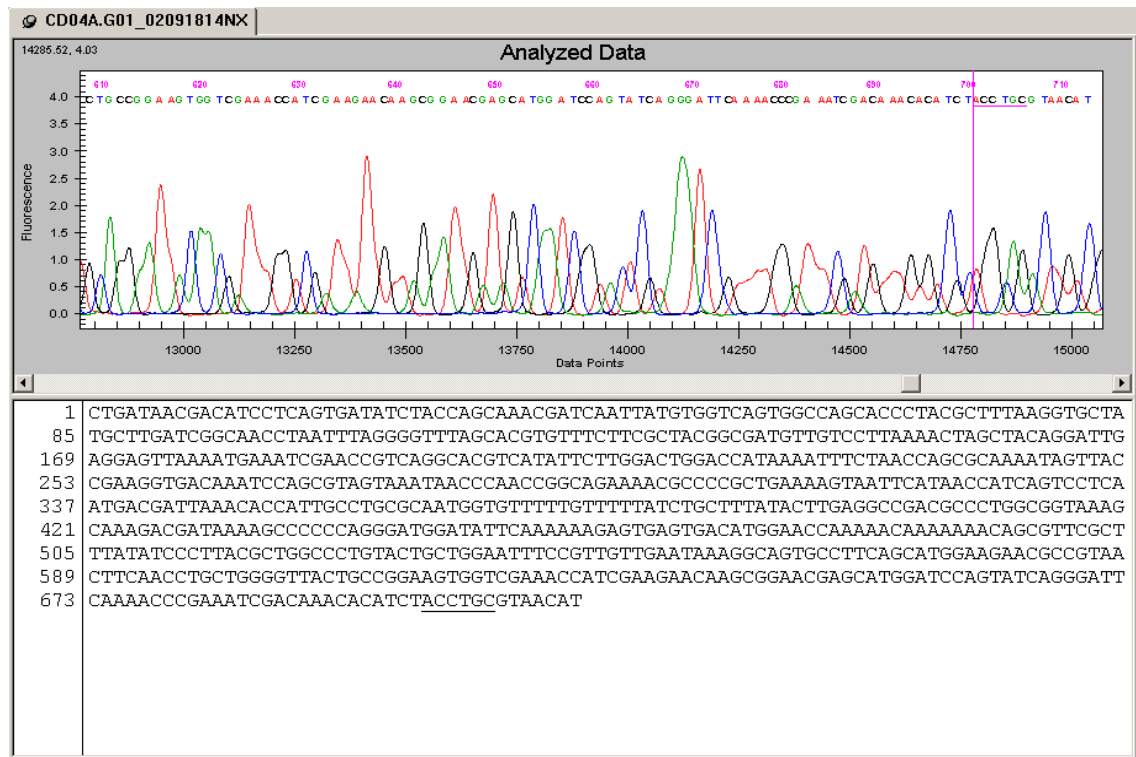 CD04A.G01_02091814NX
14285.52, 4.03
Analyzed Data
610 620 630 640 650 660 670 680 690 700 710
CTGCCGGAAGTGGTCGAAACCATCGAAGAACAAGCGGAACGAGCATGGATCCAGTATCAGGGATTCAAAACCCGAAATCGACAAACACATCTACCTGCGTAACAT
4.0
3.5
3.0
2.5
2.0
1.5
1.0
0.5
0.0
Fluorescence
13000 13250 13500 13750 14000 14250 14500 14750 15000
Data Points
1 CTGATAACGACATCCTCAGTGATATCTACCAGCAAACGATCAATTATGTGGTCAGTGGCCAGCACCCTACGCTTTAAGGTGCTA
85 TGCTTGATCGGCAACCTAATTTAGGGGTTTAGCACGTGTTTCTTCGCTACGGCGATGTTGTCCTTAAAACTAGCTACAGGATTG
169 AGGAGTTAAAATGAAATCGAACCGTCAGGCACGTCATATTCTTGGACTGGACCATAAAATTTCTAACCAGCGCAAAATAGTTAC
253 CGAAGGTGACAAATCCAGCGTAGTAAATAACCCAACCGGCAGAAAACGCCCCGCTGAAAAGTAATTCATAACCATCAGTCCTCA
337 ATGACGATTAAACACCATTGCCTGCGCAATGGTGTTTTTGTTTTTATCTGCTTTATACTTGAGGCCGACGCCCTGGCGGTAAAG
421 CAAAGACGATAAAAGCCCCCCAGGGATGGATATTCAAAAAAGAGTGAGTGACATGGAACCAAAAACAAAAAAACAGCGTTCGCT
505 TTATATCCCTTACGCTGGCCCTGTACTGCTGGAATTTCCGTTGTTGAATAAAGGCAGTGCCTTCAGCATGGAAGAACGCCGTAA
589 CTTCAACCTGCTGGGGTTACTGCCGGAAGTGGTCGAAACCATCGAAGAACAAGCGGAACGAGCATGGATCCAGTATCAGGGATT
673 CAAAACCCGAAATCGACAAACACATCTACCTGCGTAACAT